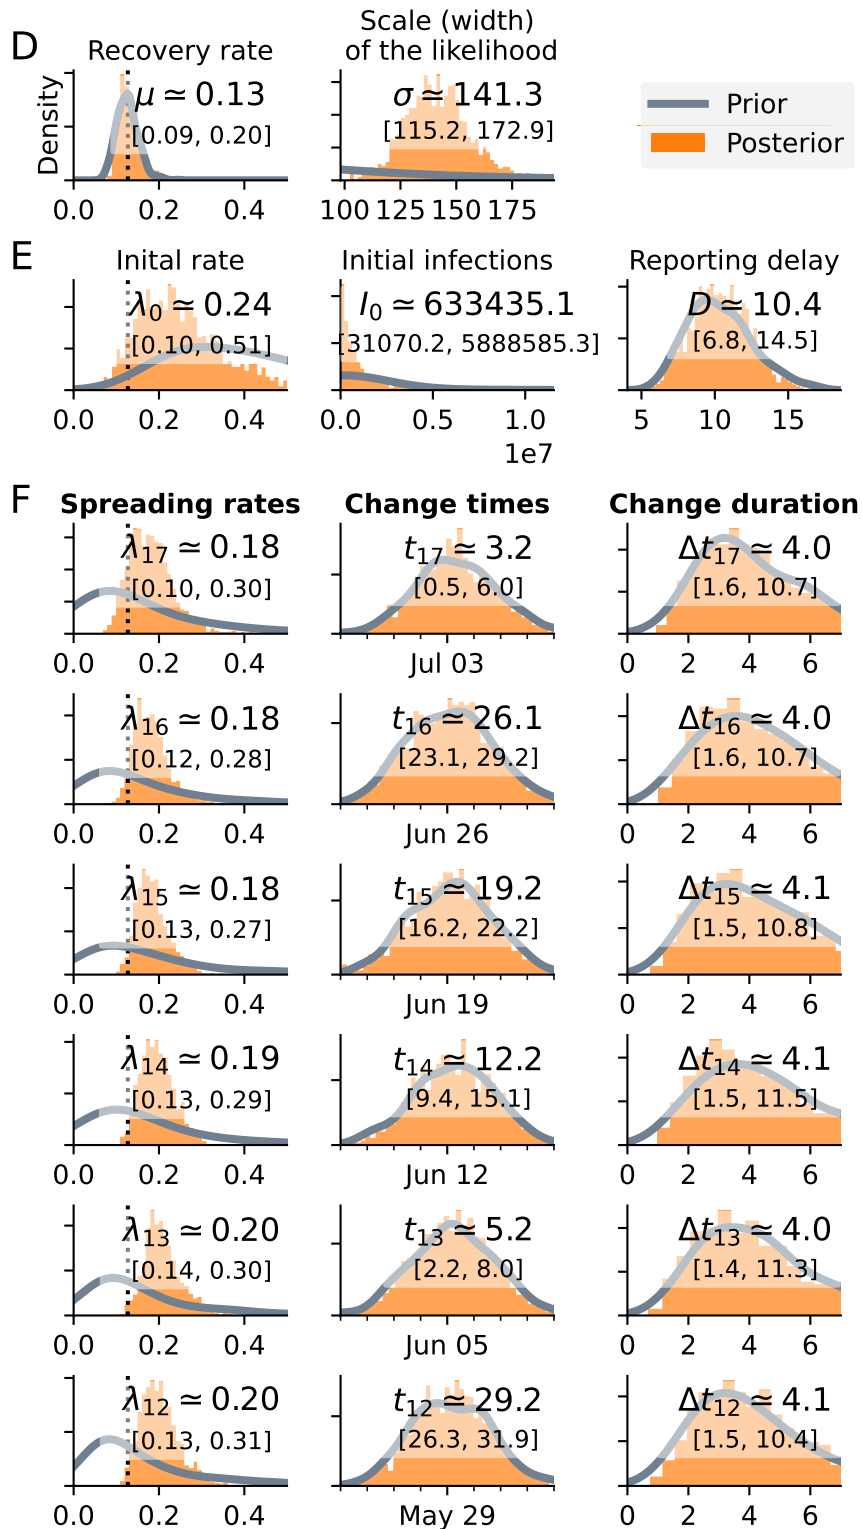 D
Recovery rate
Scale (width)
of the likelihood
Density
μ ≃ 0.13
[0.09, 0.20]
σ ≃ 141.3
[115.2, 172.9]
Prior
Posterior
0.0 0.2 0.4
100 125 150 175
E
Inital rate
Initial infections
Reporting delay
λ0 ≃ 0.24
[0.10, 0.51]
I0 ≃ 633435.1
[31070.2, 5888585.3]
D ≃ 10.4
[6.8, 14.5]
0.0 0.2 0.4
0.0 0.5 1.0
1e7
5 10 15
F
Spreading rates
Change times
Change duration
λ17 ≃ 0.18
[0.10, 0.30]
t17 ≃ 3.2
[0.5, 6.0]
Δt17 ≃ 4.0
[1.6, 10.7]
0.0 0.2 0.4
Jul 03
0 2 4 6
λ16 ≃ 0.18
[0.12, 0.28]
t16 ≃ 26.1
[23.1, 29.2]
Δt16 ≃ 4.0
[1.6, 10.7]
0.0 0.2 0.4
Jun 26
0 2 4 6
λ15 ≃ 0.18
[0.13, 0.27]
t15 ≃ 19.2
[16.2, 22.2]
Δt15 ≃ 4.1
[1.5, 10.8]
0.0 0.2 0.4
Jun 19
0 2 4 6
λ14 ≃ 0.19
[0.13, 0.29]
t14 ≃ 12.2
[9.4, 15.1]
Δt14 ≃ 4.1
[1.5, 11.5]
0.0 0.2 0.4
Jun 12
0 2 4 6
λ13 ≃ 0.20
[0.14, 0.30]
t13 ≃ 5.2
[2.2, 8.0]
Δt13 ≃ 4.0
[1.4, 11.3]
0.0 0.2 0.4
Jun 05
0 2 4 6
λ12 ≃ 0.20
[0.13, 0.31]
t12 ≃ 29.2
[26.3, 31.9]
Δt12 ≃ 4.1
[1.5, 10.4]
0.0 0.2 0.4
May 29
0 2 4 6